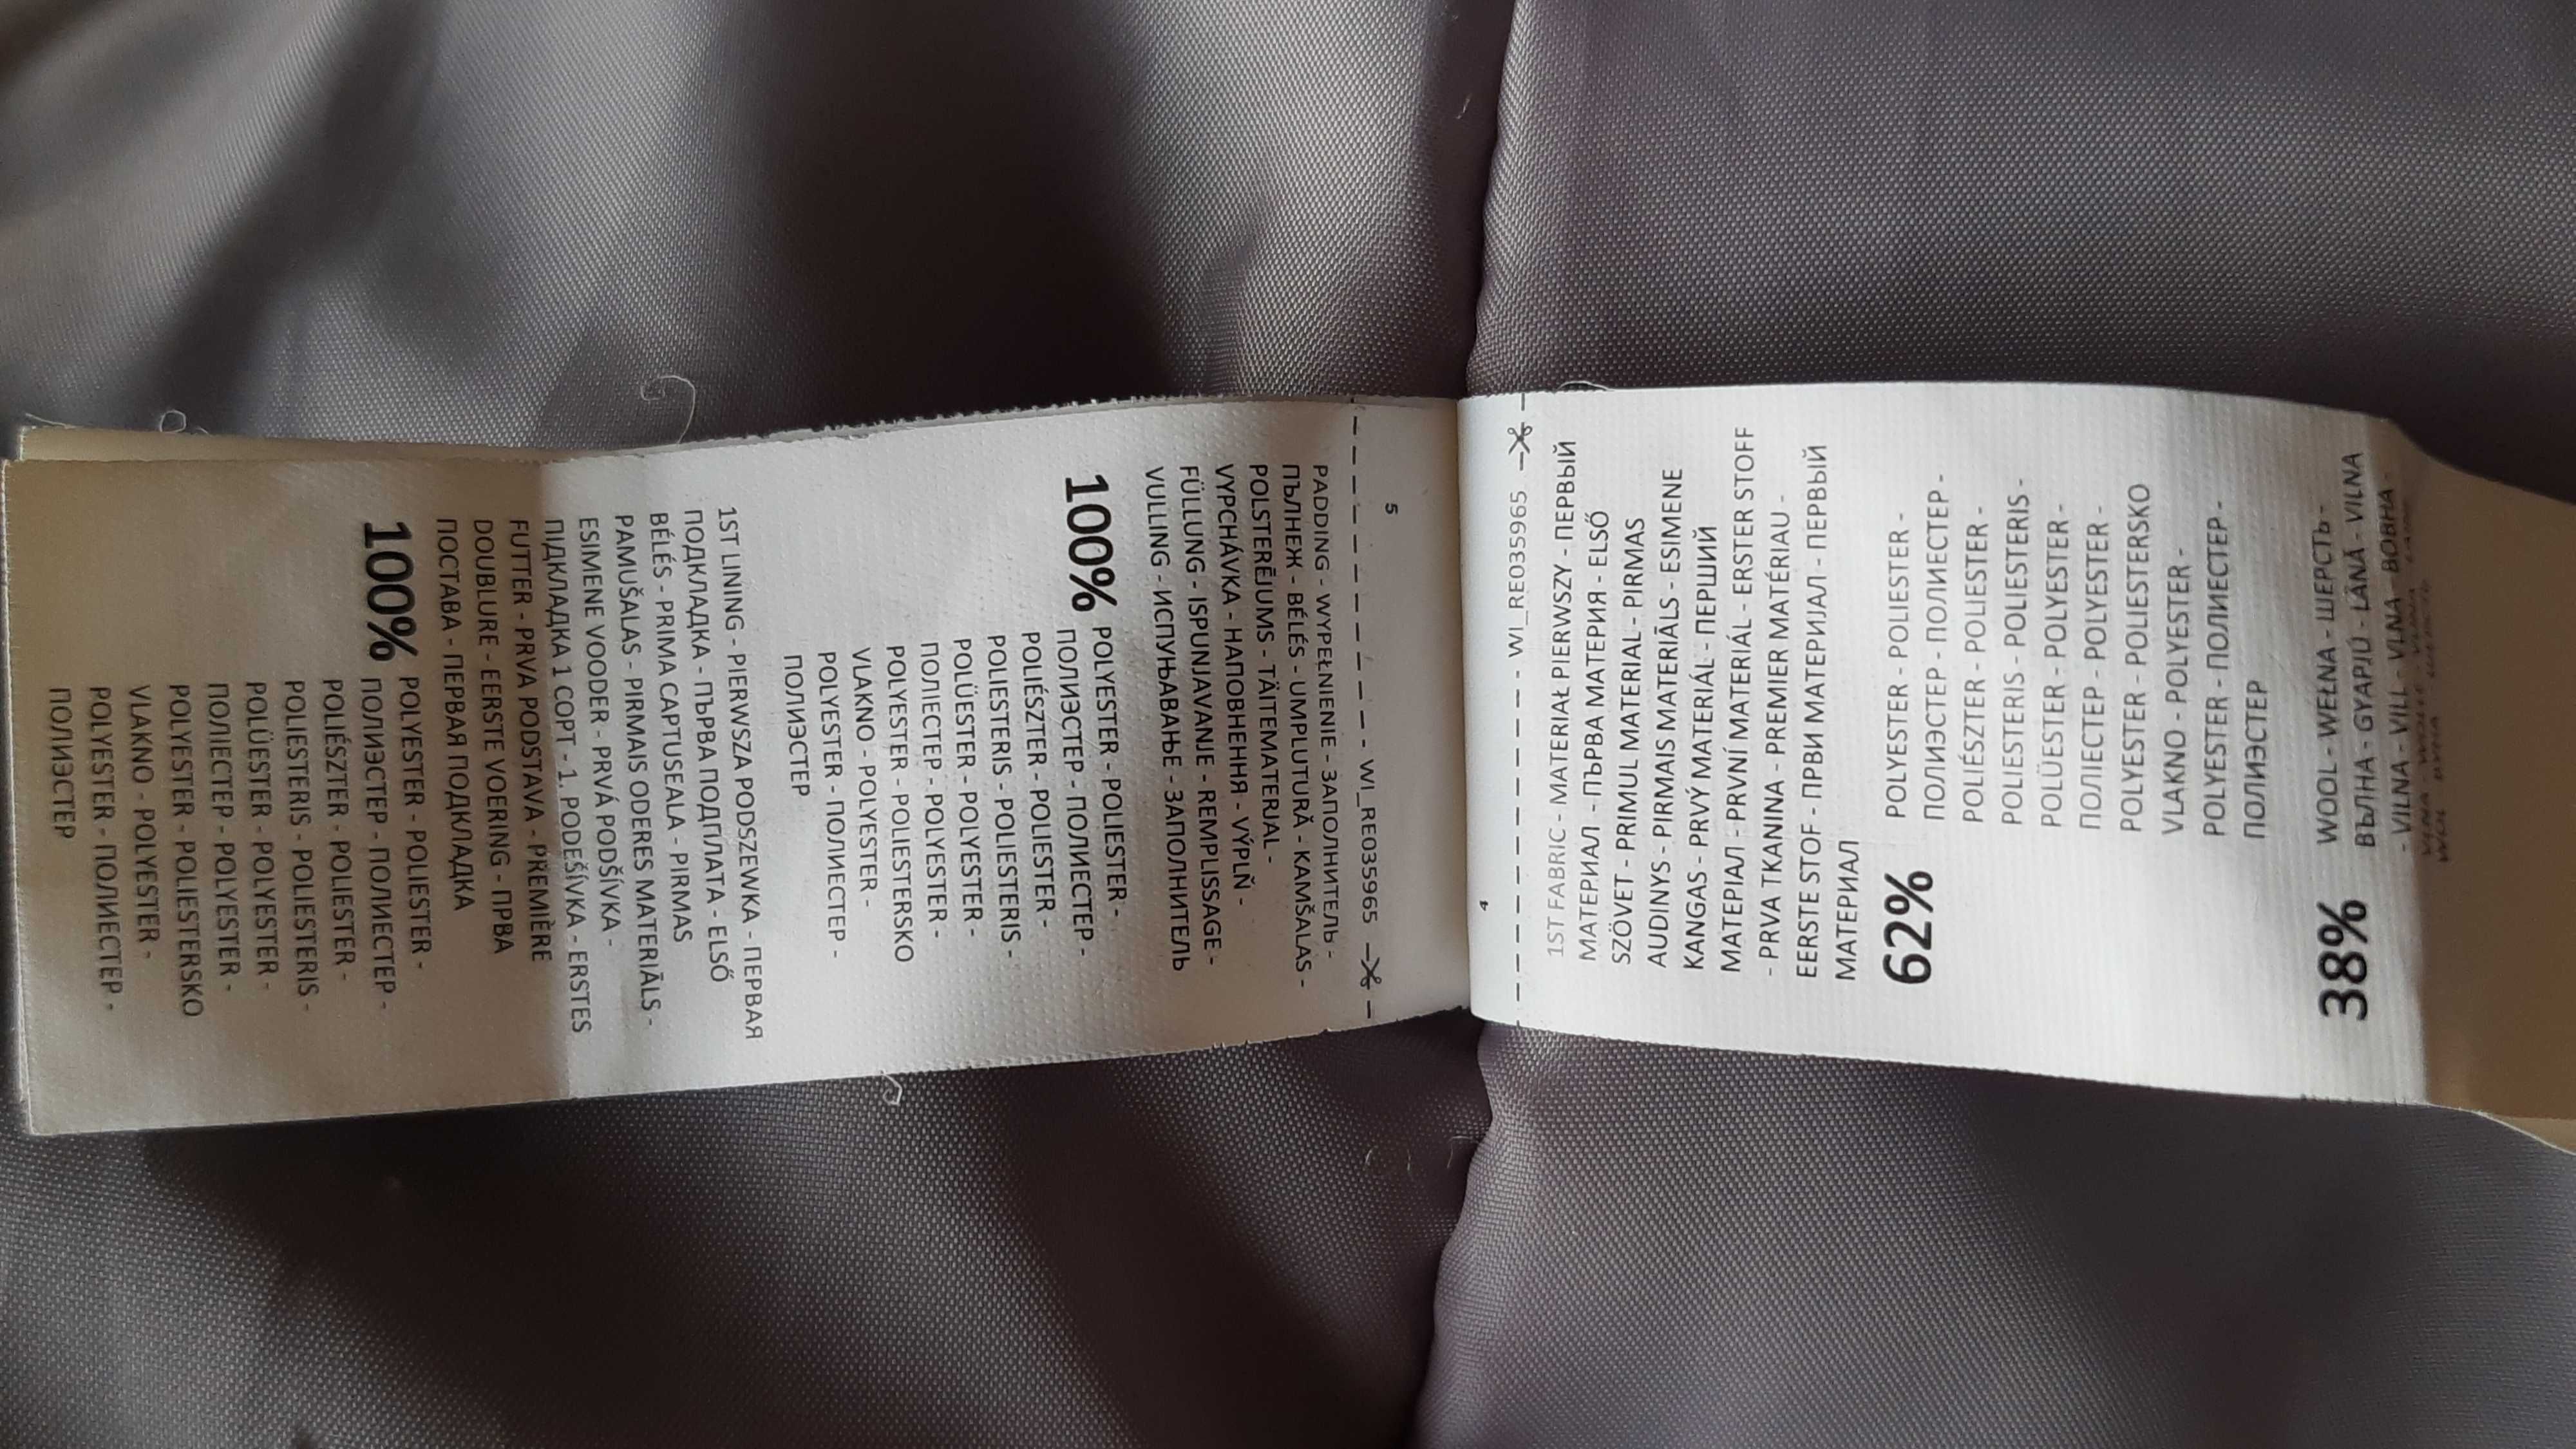 4
WI_RE035965
1ST FABRIC - MATERIAŁ PIERWSZY - ПЕРВЫЙ
МАТЕРИАЛ - ПЪРВА МАТЕРИЯ - ELSŐ
SZÖVET - PRIMUL MATERIAL - PIRMAS
AUDINYS - PIRMAIS MATERIĀLS - ESIMENE
KANGAS - PRVÝ MATERIÁL - ПЕРШИЙ
МАТЕРІАЛ - PRVNÍ MATERIÁL - ERSTER STOFF
- PRVA TKANINA - PREMIER MATÉRIAU -
EERSTE STOF - ПРВИ МАТЕРИЈАЛ - ПЕРВЫЙ
МАТЕРИАЛ
62% POLYESTER - POLIESTER -
ПОЛИЭСТЕР - ПОЛИЕСТЕР -
POLIÉSZTER - POLIESTER -
POLIESTERIS - POLIESTERIS -
POLÜESTER - POLYESTER -
ПОЛІЕСТЕР - POLYESTER -
POLYESTER - POLIESTERSKO
VLAKNO - POLYESTER -
POLYESTER - ПОЛИЕСТЕР -
ПОЛИЭСТЕР
38% WOOL - WEŁNA - ШЕРСТЬ -
ВЪЛНА - GYAPJÚ - LÂNĂ - VILNA
- VILNA - VILL - VLNA - ВОВНА -
5
WI_RE035965
PADDING - WYPEŁNIENIE - ЗАПОЛНИТЕЛЬ -
ПЪЛНЕЖ - BÉLÉS - UMPLUTURĂ - KAMŠALAS -
POLSTERĒJUMS - TÄITEMATERJAL -
VYPCHÁVKA - НАПОВНЕННЯ - VÝPLŇ -
FÜLLUNG - ISPUNJAVANJE - REMPLISSAGE -
VULLING - ИСПУЊАВАЊЕ - ЗАПОЛНИТЕЛЬ
100% POLYESTER - POLIESTER -
ПОЛИЭСТЕР - ПОЛИЕСТЕР -
POLIÉSZTER - POLIESTER -
POLIESTERIS - POLIESTERIS -
POLÜESTER - POLYESTER -
ПОЛІЕСТЕР - POLYESTER -
POLYESTER - POLIESTERSKO
VLAKNO - POLYESTER -
POLYESTER - ПОЛИЕСТЕР -
ПОЛИЭСТЕР
1ST LINING - PIERWSZA PODSZEWKA - ПЕРВАЯ
ПОДКЛАДКА - ПЪРВА ПОДПЛАТА - ELSŐ
BÉLÉS - PRIMA CAPTUSEALA - PIRMAS
PAMUŠALAS - PIRMAIS ODERES MATERIĀLS -
ESIMENE VOODER - PRVÁ PODŠÍVKA -
ПІДКЛАДКА 1 СОРТ - 1. PODEŠÍVKA - ERSTES
FUTTER - PRVA PODSTAVA - PREMIÈRE
DOUBLURE - EERSTE VOERING - ПРВА
ПОСТАВА - ПЕРВАЯ ПОДКЛАДКА
100% POLYESTER - POLIESTER -
ПОЛИЭСТЕР - ПОЛИЕСТЕР -
POLIÉSZTER - POLIESTER -
POLIESTERIS - POLIESTERIS -
POLÜESTER - POLYESTER -
ПОЛІЕСТЕР - POLYESTER -
POLYESTER - POLIESTERSKO
VLAKNO - POLYESTER -
POLYESTER - ПОЛИЕСТЕР -
ПОЛИЭСТЕР